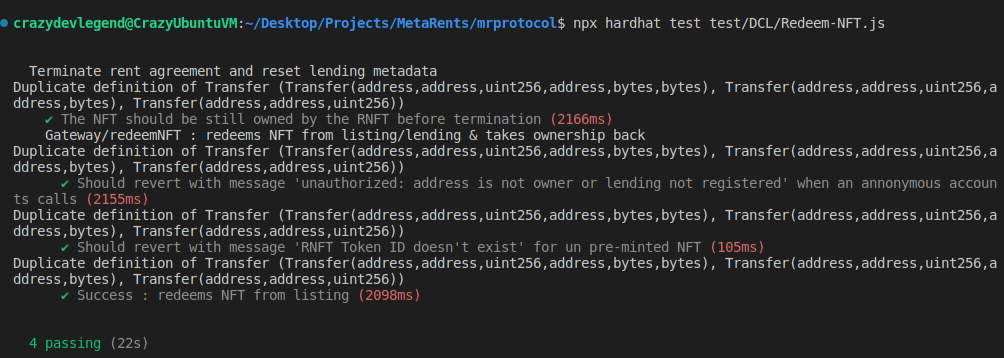 crazydevlegend@CrazyUbuntuVM:~/Desktop/Projects/MetaRents/mrprotocol$ npx hardhat test test/DCL/Redeem-NFT.js
Terminate rent agreement and reset lending metadata
Duplicate definition of Transfer (Transfer(address,address,uint256,address,bytes,bytes), Transfer(address,address,uint256,a
ddress,bytes), Transfer(address,address,uint256))
✔ The NFT should be still owned by the RNFT before termination (2166ms)
Gateway/redeemNFT : redeems NFT from listing/lending & takes ownership back
Duplicate definition of Transfer (Transfer(address,address,uint256,address,bytes,bytes), Transfer(address,address,uint256,a
ddress,bytes), Transfer(address,address,uint256))
✔ Should revert with message 'unauthorized: address is not owner or lending not registered' when an annonymous accoun
ts calls (2155ms)
Duplicate definition of Transfer (Transfer(address,address,uint256,address,bytes,bytes), Transfer(address,address,uint256,a
ddress,bytes), Transfer(address,address,uint256))
✔ Should revert with message 'RNFT Token ID doesn't exist' for un pre-minted NFT (105ms)
Duplicate definition of Transfer (Transfer(address,address,uint256,address,bytes,bytes), Transfer(address,address,uint256,a
ddress,bytes), Transfer(address,address,uint256))
✔ Success : redeems NFT from listing (2098ms)
4 passing (22s)